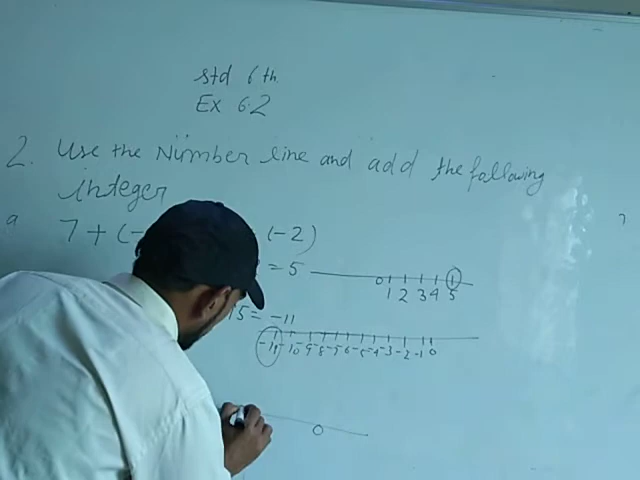 std 6th
Ex 6.2
2. Use the Number line and add the following
integer
a 7 + (- (-2)
= 5 0 1 2 3 4 5
15 = -11
-11 -10 -9 -8 -7 -6 -5 -4 -3 -2 -1 0
0